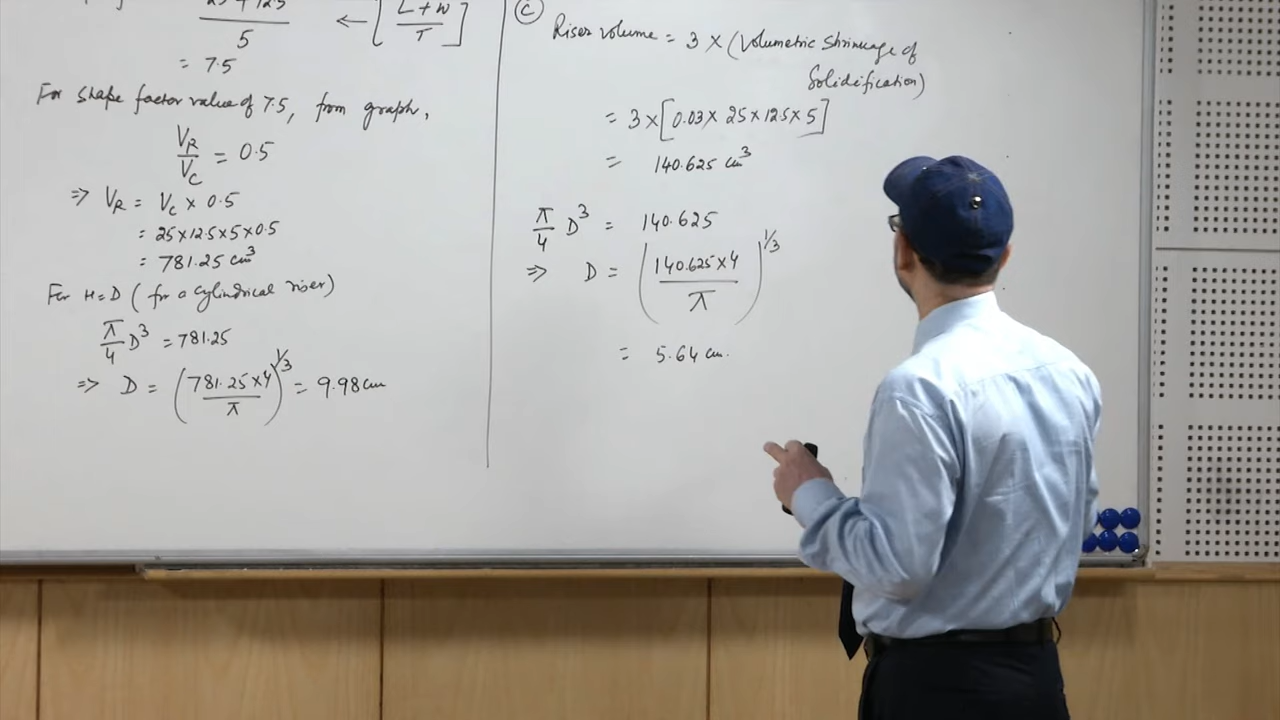 25+12.5 / 5 ← [L+W / T]
= 7.5
For shape factor value of 7.5, from graph,
V_R / V_C = 0.5
=> V_R = V_C × 0.5
= 25×12.5×5×0.5
= 781.25 cm³
For H=D (for a cylindrical riser)
π/4 D³ = 781.25
=> D = (781.25×4 / π)^1/3 = 9.98 cm
(C)
Riser volume = 3 × (Volumetric Shrinkage of
Solidification)
= 3×[0.03×25×12.5×5]
= 140.625 cm³
π/4 D³ = 140.625
=> D = (140.625×4 / π)^1/3
= 5.64 cm.